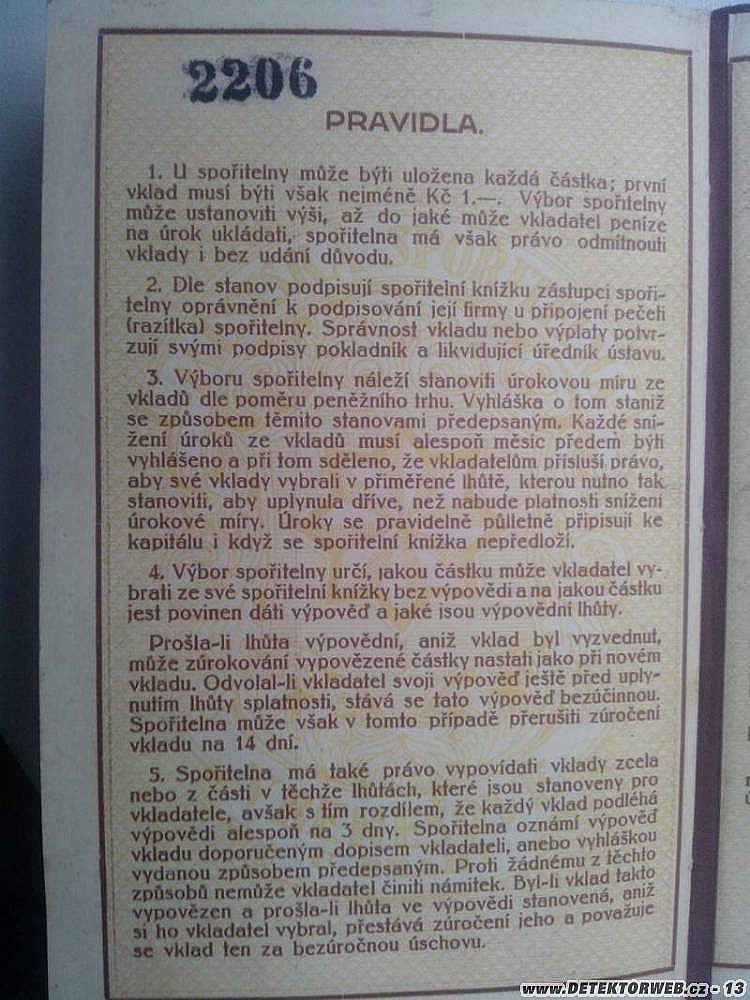 2206
PRAVIDLA.
1. U spořitelny může býti uložena každá částka; první
vklad musí býti však nejméně Kč 1.—. Výbor spořitelny
může ustanoviti výši, až do jaké může vkladatel peníze
na úrok ukládati, spořitelna má však právo odmítnouti
vklady i bez udání důvodu.
2. Dle stanov podpisují spořitelní knížku zástupci spoři-
telny oprávnění k podpisování její firmy u připojení pečeti
(razítka) spořitelny. Správnost vkladu nebo výplaty potvr-
zují svými podpisy pokladník a likvidující úředník ústavu.
3. Výboru spořitelny náleží stanoviti úrokovou míru ze
vkladů dle poměru peněžního trhu. Vyhláška o tom staniž
se způsobem těmito stanovami předepsaným. Každé sní-
žení úroků ze vkladů musí alespoň měsíc předem býti
vyhlášeno a při tom sděleno, že vkladatelům přísluší právo,
aby své vklady vybrali v přiměřené lhůtě, kterou nutno tak
stanoviti, aby uplynula dříve, než nabude platnosti snížení
úrokové míry. Úroky se pravidelně půlletně připisují ke
kapitálu i když se spořitelní knížka nepředloží.
4. Výbor spořitelny určí, jakou částku může vkladatel vy-
brati ze své spořitelní knížky bez výpovědi a na jakou částku
jest povinen dáti výpověď a jaké jsou výpovědní lhůty.
Prošla-li lhůta výpovědní, aniž vklad byl vyzvednut,
může zúrokování vypovězené částky nastati jako při novém
vkladu. Odvolal-li vkladatel svoji výpověď ještě před uply-
nutím lhůty splatnosti, stává se tato výpověď bezúčinnou.
Spořitelna může však v tomto případě přerušiti zúročení
vkladu na 14 dní.
5. Spořitelna má také právo vypovídati vklady zcela
nebo z části v těchže lhůtách, které jsou stanoveny pro
vkladatele, avšak s tím rozdílem, že každý vklad podléhá
výpovědi alespoň na 3 dny. Spořitelna oznámí výpověď
vkladu doporučeným dopisem vkladateli, anebo vyhláškou
vydanou způsobem předepsaným. Proti žádnému z těchto
způsobů nemůže vkladatel činiti námitek. Byl-li vklad takto
vypovězen a prošla-li lhůta ve výpovědi stanovená, aniž
si ho vkladatel vybral, přestává zúročení jeho a považuje
se vklad ten za bezúročnou úschovu.
www.DETEKTORWEB.cz - 13